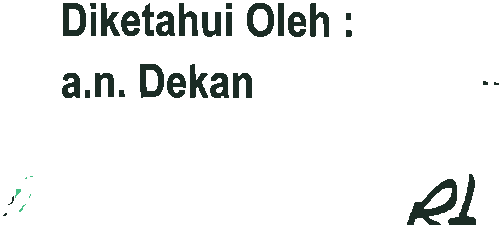 Diketahui Oleh :
a.n. Dekan